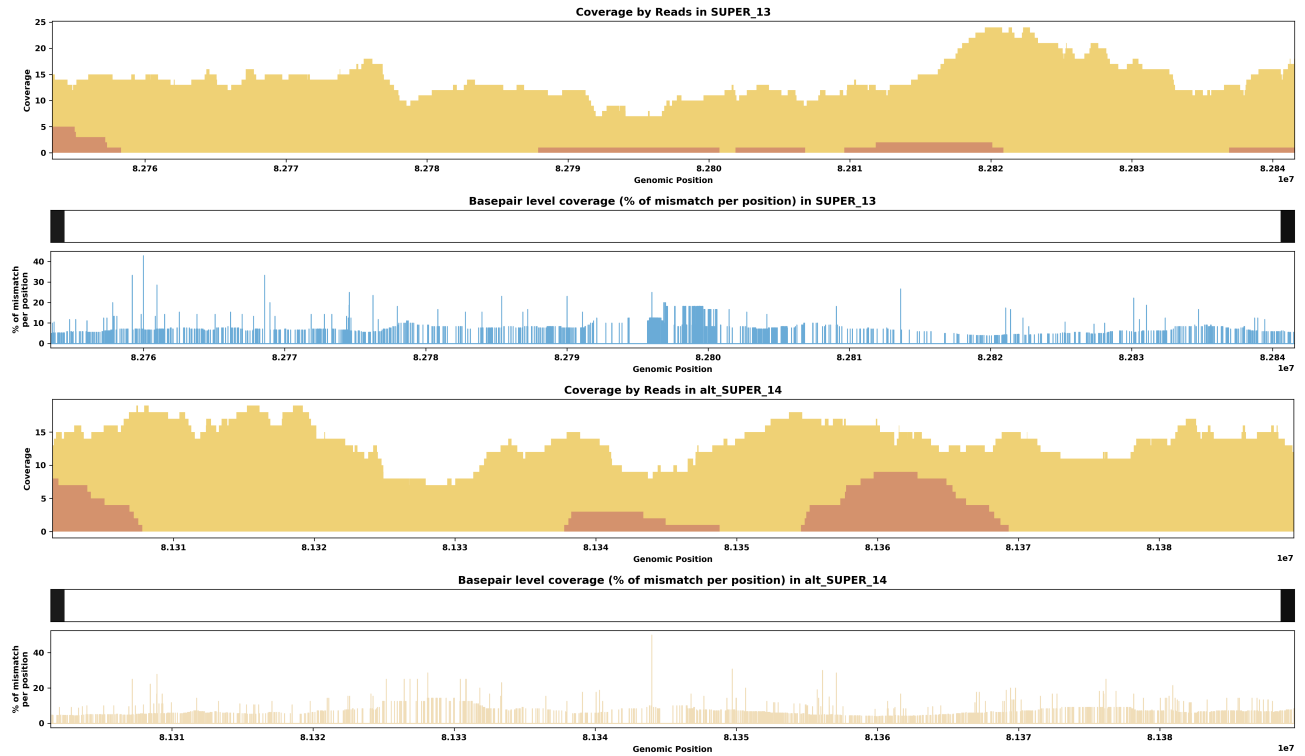 Coverage by Reads in SUPER_13
Coverage
25
20
15
10
5
0
8.276 8.277 8.278 8.279 8.280 8.281 8.282 8.283 8.284
Genomic Position
1e7
Basepair level coverage (% of mismatch per position) in SUPER_13
% of mismatch
per position
40
30
20
10
0
8.276 8.277 8.278 8.279 8.280 8.281 8.282 8.283 8.284
Genomic Position
1e7
Coverage by Reads in alt_SUPER_14
Coverage
15
10
5
0
8.131 8.132 8.133 8.134 8.135 8.136 8.137 8.138
Genomic Position
1e7
Basepair level coverage (% of mismatch per position) in alt_SUPER_14
% of mismatch
per position
40
20
0
8.131 8.132 8.133 8.134 8.135 8.136 8.137 8.138
Genomic Position
1e7